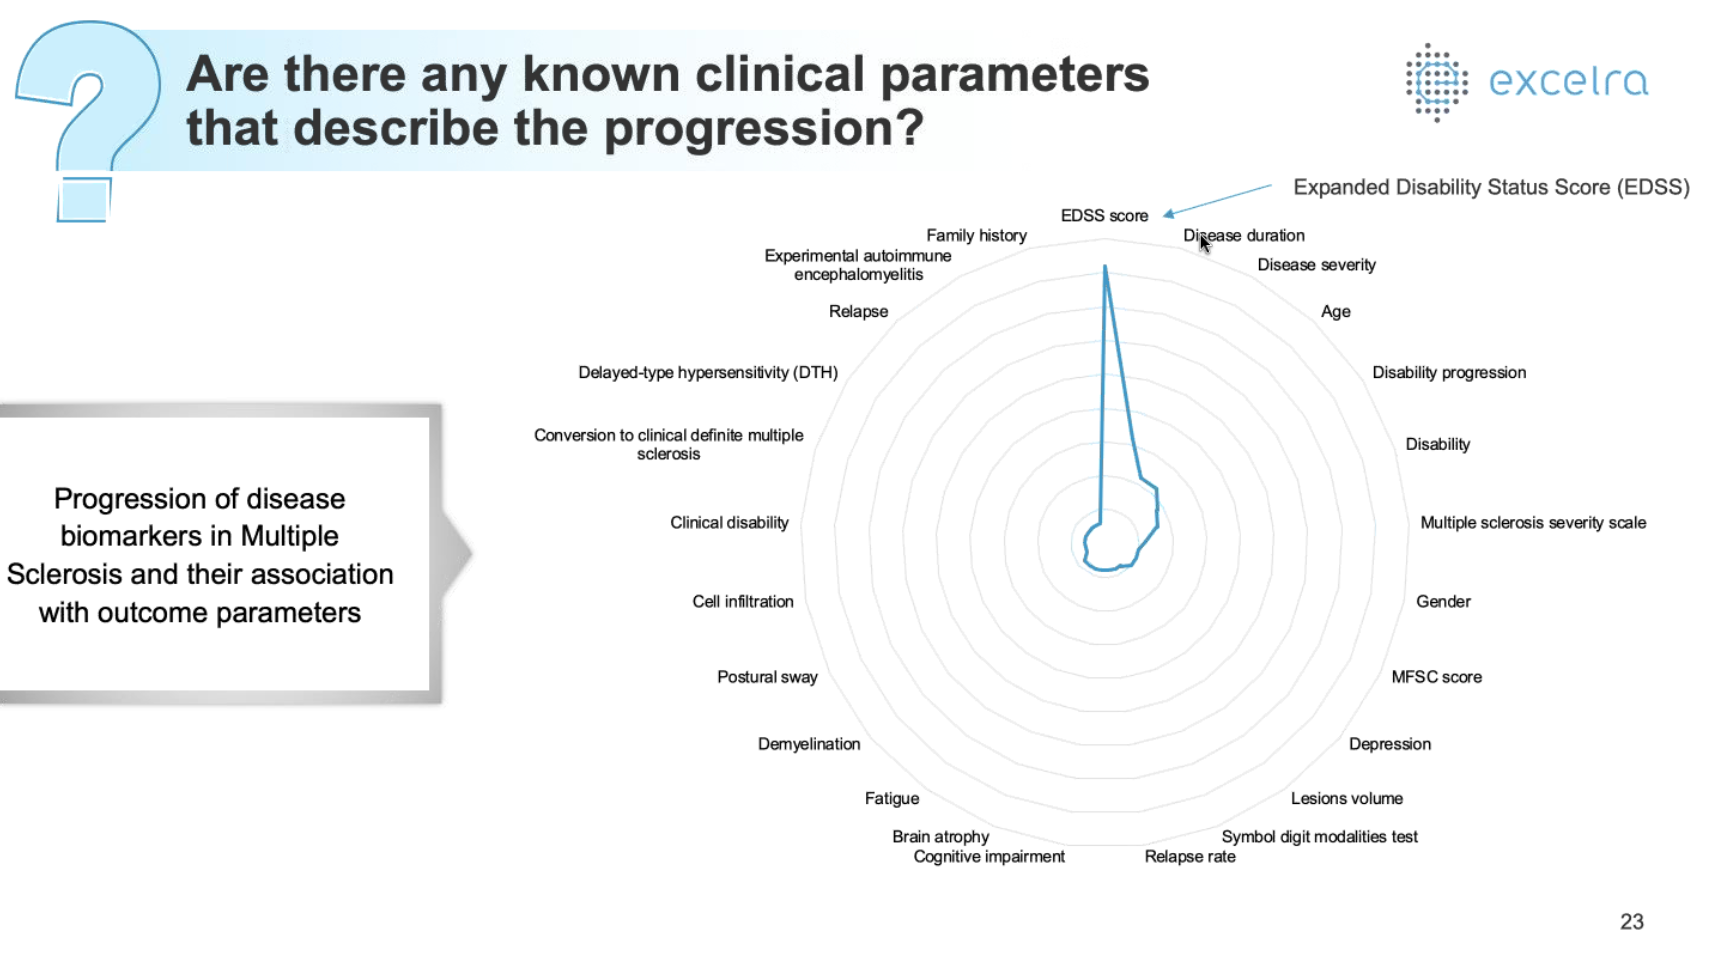 ?
Are there any known clinical parameters
that describe the progression?
excelra
Expanded Disability Status Score (EDSS)
EDSS score
Disease duration
Disease severity
Age
Disability progression
Disability
Multiple sclerosis severity scale
Gender
MFSC score
Depression
Lesions volume
Symbol digit modalities test
Relapse rate
Cognitive impairment
Brain atrophy
Fatigue
Demyelination
Postural sway
Cell infiltration
Clinical disability
Conversion to clinical definite multiple
sclerosis
Delayed-type hypersensitivity (DTH)
Relapse
Experimental autoimmune
encephalomyelitis
Family history
Progression of disease
biomarkers in Multiple
Sclerosis and their association
with outcome parameters
23